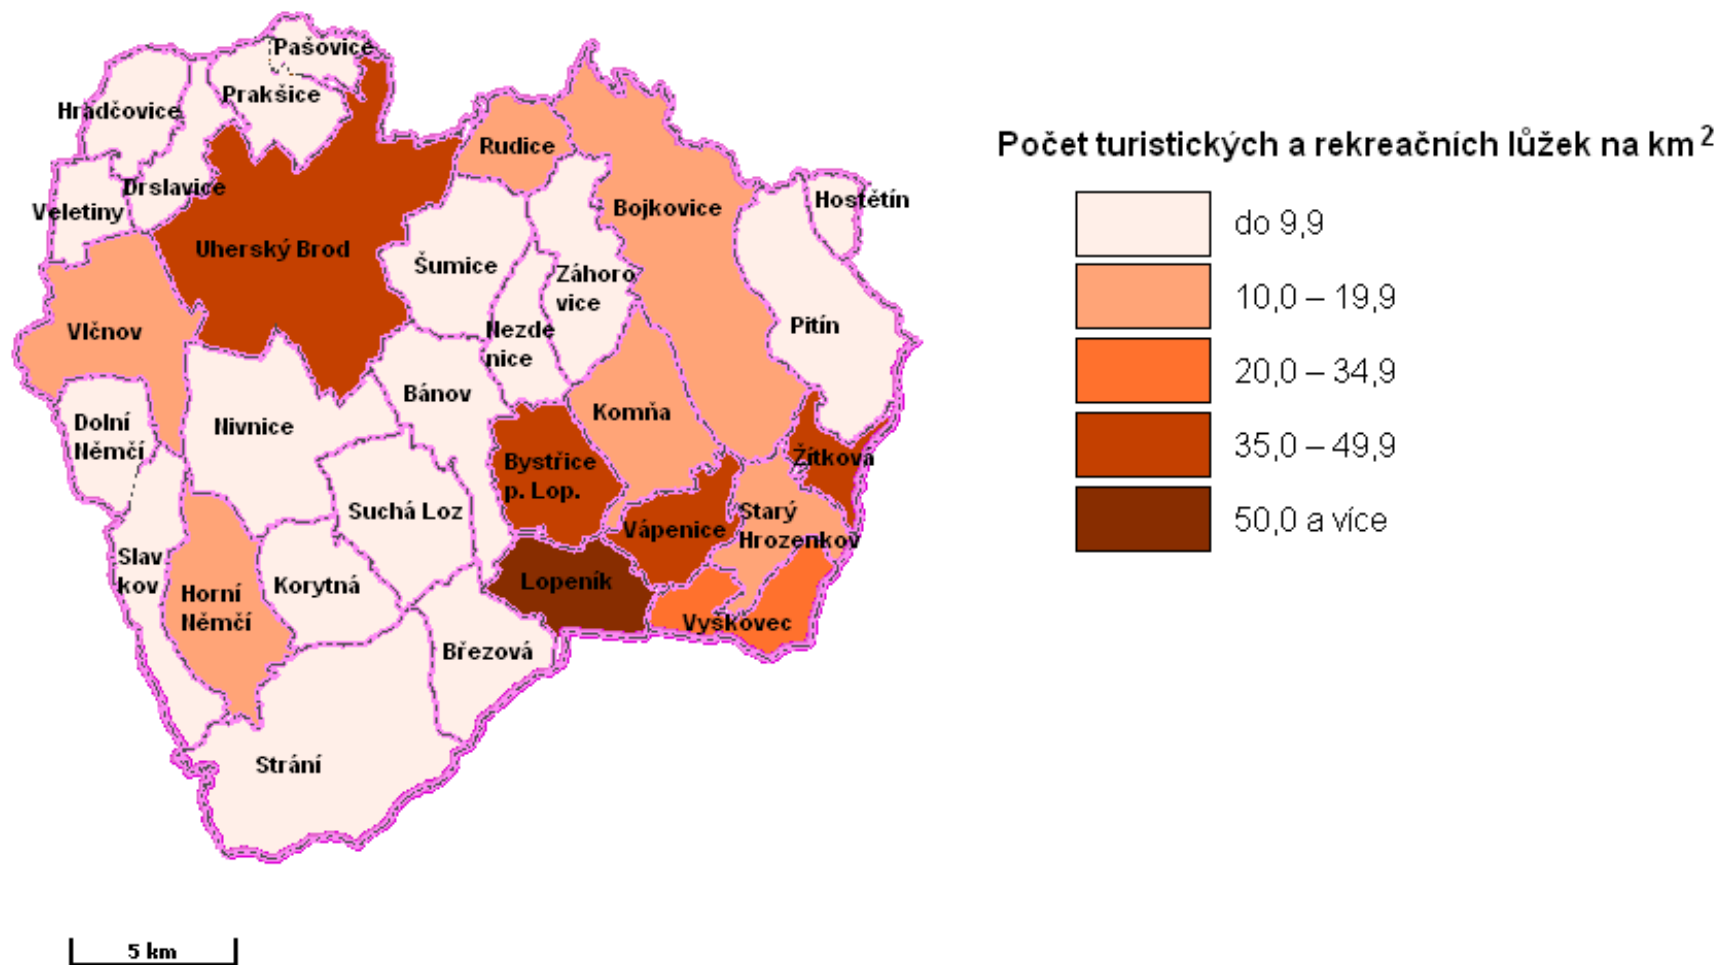 Pašovice
Prakšice
Hradčovice
Rudice
Drslavice
Veletiny
Bojkovice
Hostětín
Uherský Brod
Šumice
Záhoro
vice
Vlčnov
Nezde
nice
Pitín
Bánov
Komňa
Dolní
Němčí
Nivnice
Žítková
Bystřice
p. Lop.
Suchá Loz
Vápenice
Starý
Hrozenkov
Slav
kov
Horní
Němčí
Korytná
Lopeník
Vyškovec
Březová
Strání
5 km
Počet turistických a rekreačních lůžek na km²
do 9,9
10,0 – 19,9
20,0 – 34,9
35,0 – 49,9
50,0 a více